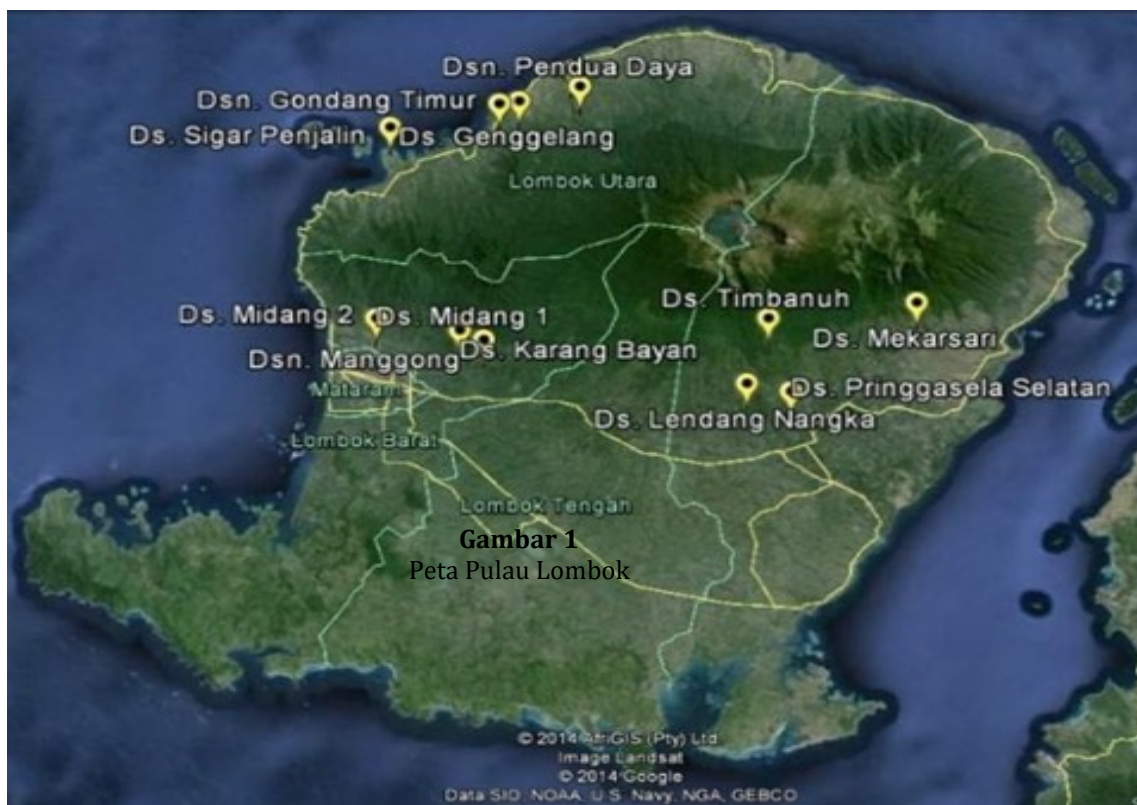 Dsn. Pendua Daya
Dsn. Gondang Timur
Ds. Sigar Penjalin
Ds. Genggelang
Lombok Utara
Ds. Timbanuh
Ds. Midang 2
Ds. Midang 1
Ds. Mekarsari
Dsn. Manggong
Ds. Karang Bayan
Mataram
Ds. Pringgasela Selatan
Ds. Lendang Nangka
Lombok Barat
Lombok Tengah
Gambar 1
Peta Pulau Lombok
© 2014 AfriGIS (Pty) Ltd
Image Landsat
© 2014 Google
Data SIO, NOAA, U.S. Navy, NGA, GEBCO